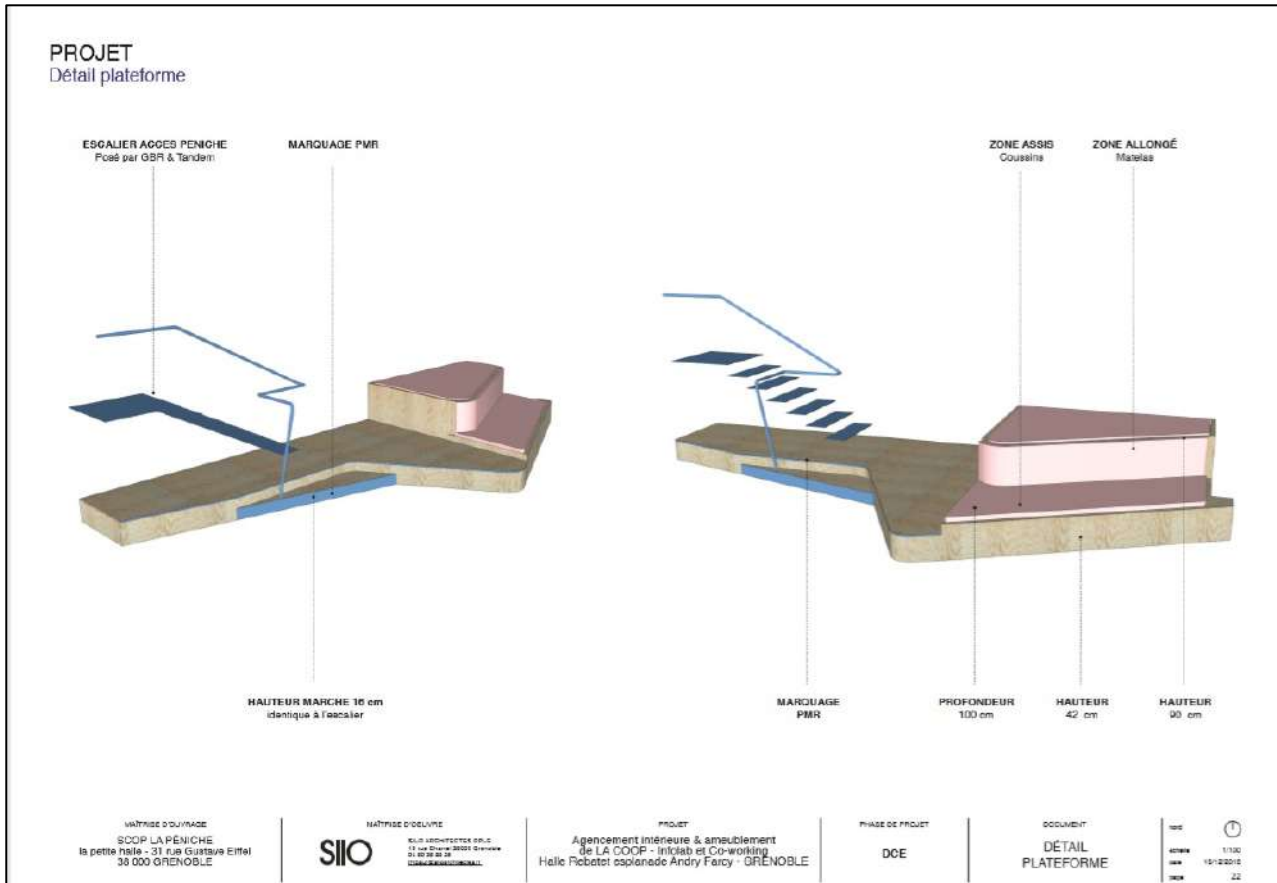 PROJET
Détail plateforme
ESCALIER ACCES PENICHE
Posé par GBR & Tandem
MARQUAGE PMR
ZONE ASSIS
Coussins
ZONE ALLONGÉ
Matelas
HAUTEUR MARCHE 16 cm
identique à l'escalier
MARQUAGE
PMR
PROFONDEUR
100 cm
HAUTEUR
42 cm
HAUTEUR
90 cm
MAÎTRISE D'OUVRAGE
SCOP LA PÉNICHE
la petite halle - 31 rue Gustave Eiffel
38 000 GRENOBLE
MAÎTRISE D'OEUVRE
SILO
PROJET
Agencement intérieure & ameublement
de LA COOP - Infolab et Co-working
Halle Rebatet esplanade Andry Farcy - GRENOBLE
PHASE DE PROJET
DCE
DOCUMENT
DÉTAIL
PLATEFORME
échelle 1/100
page 22